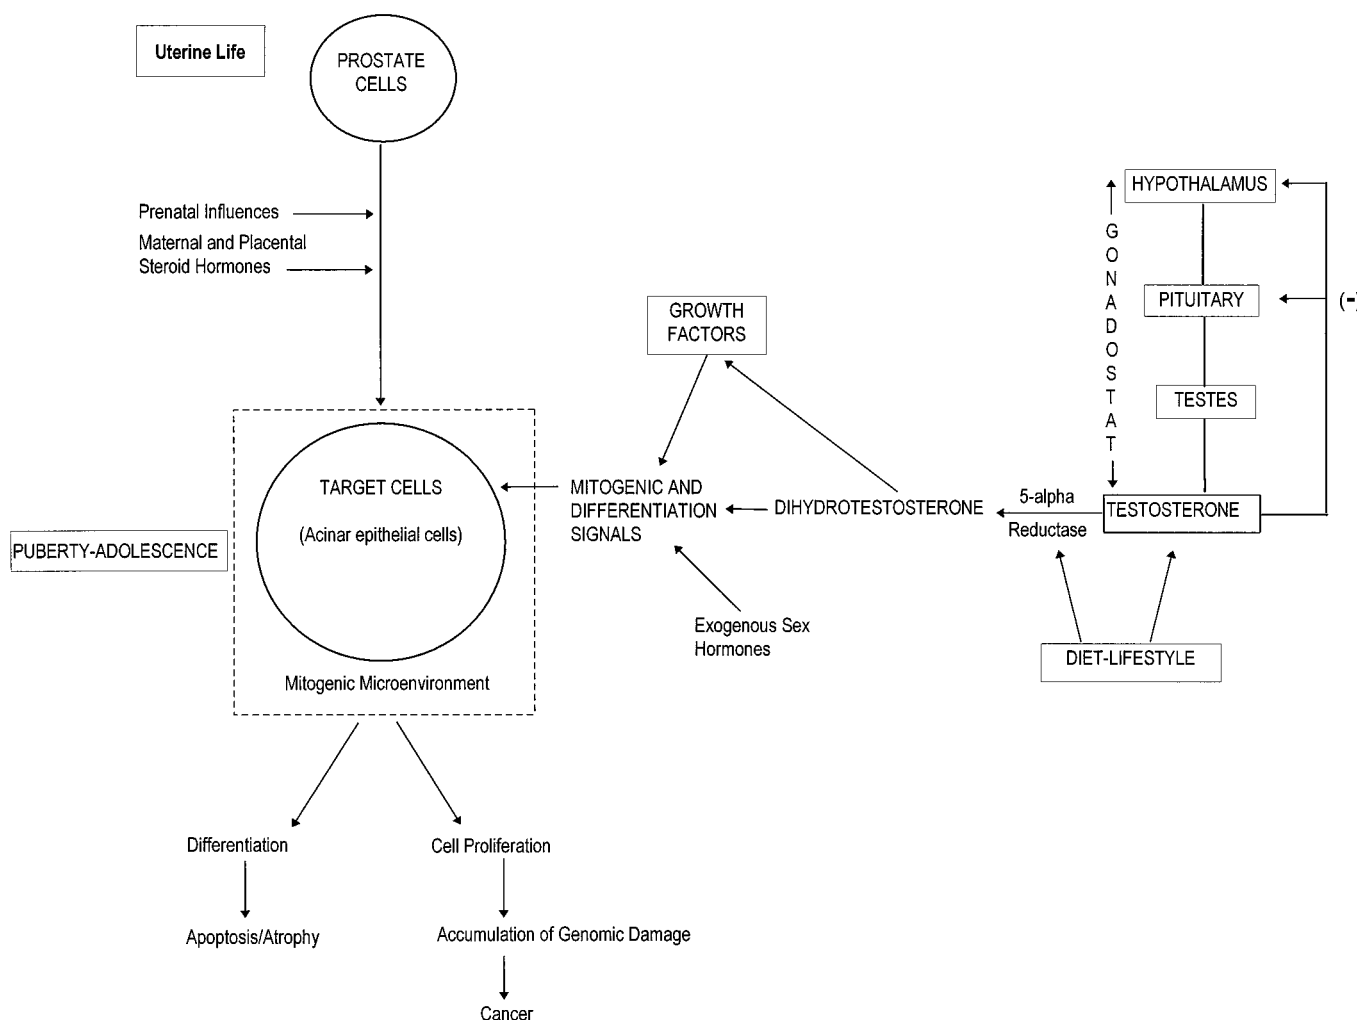 Uterine Life
PROSTATE
CELLS
Prenatal Influences
Maternal and Placental
Steroid Hormones
HYPOTHALAMUS
GONADOSTAT
PITUITARY
(-)
TESTES
GROWTH
FACTORS
TARGET CELLS
(Acinar epithelial cells)
MITOGENIC AND
DIFFERENTIATION
SIGNALS
DIHYDROTESTOSTERONE
5-alpha
Reductase
TESTOSTERONE
PUBERTY-ADOLESCENCE
Exogenous Sex
Hormones
DIET-LIFESTYLE
Mitogenic Microenvironment
Differentiation
Cell Proliferation
Apoptosis/Atrophy
Accumulation of Genomic Damage
Cancer